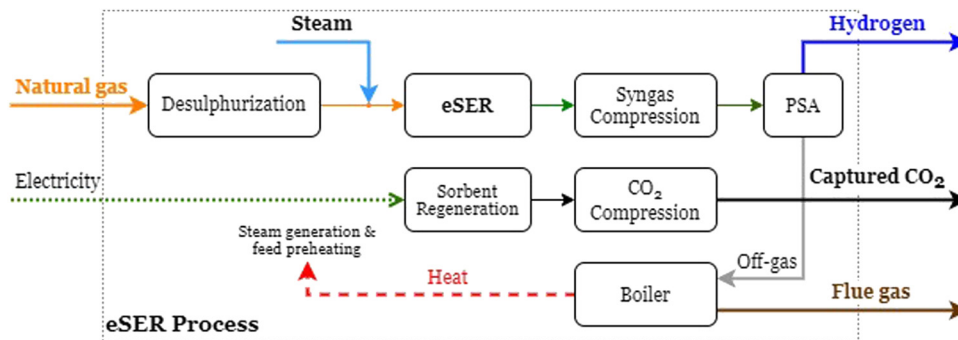 Steam
Hydrogen
Natural gas
Desulphurization
eSER
Syngas
Compression
PSA
Electricity
Sorbent
Regeneration
CO₂
Compression
Captured CO₂
Steam generation &
feed preheating
Heat
Boiler
Off-gas
Flue gas
eSER Process